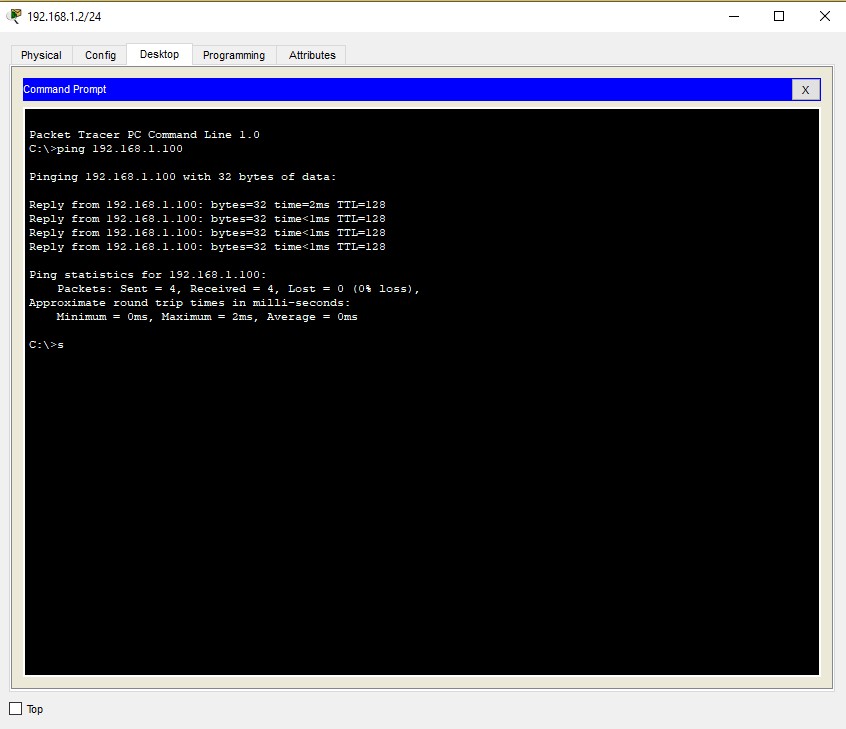 192.168.1.2/24
Physical Config Desktop Programming Attributes
Command Prompt X
Packet Tracer PC Command Line 1.0
C:\>ping 192.168.1.100
Pinging 192.168.1.100 with 32 bytes of data:
Reply from 192.168.1.100: bytes=32 time=2ms TTL=128
Reply from 192.168.1.100: bytes=32 time<1ms TTL=128
Reply from 192.168.1.100: bytes=32 time<1ms TTL=128
Reply from 192.168.1.100: bytes=32 time<1ms TTL=128
Ping statistics for 192.168.1.100:
Packets: Sent = 4, Received = 4, Lost = 0 (0% loss),
Approximate round trip times in milli-seconds:
Minimum = 0ms, Maximum = 2ms, Average = 0ms
C:\>s
Top